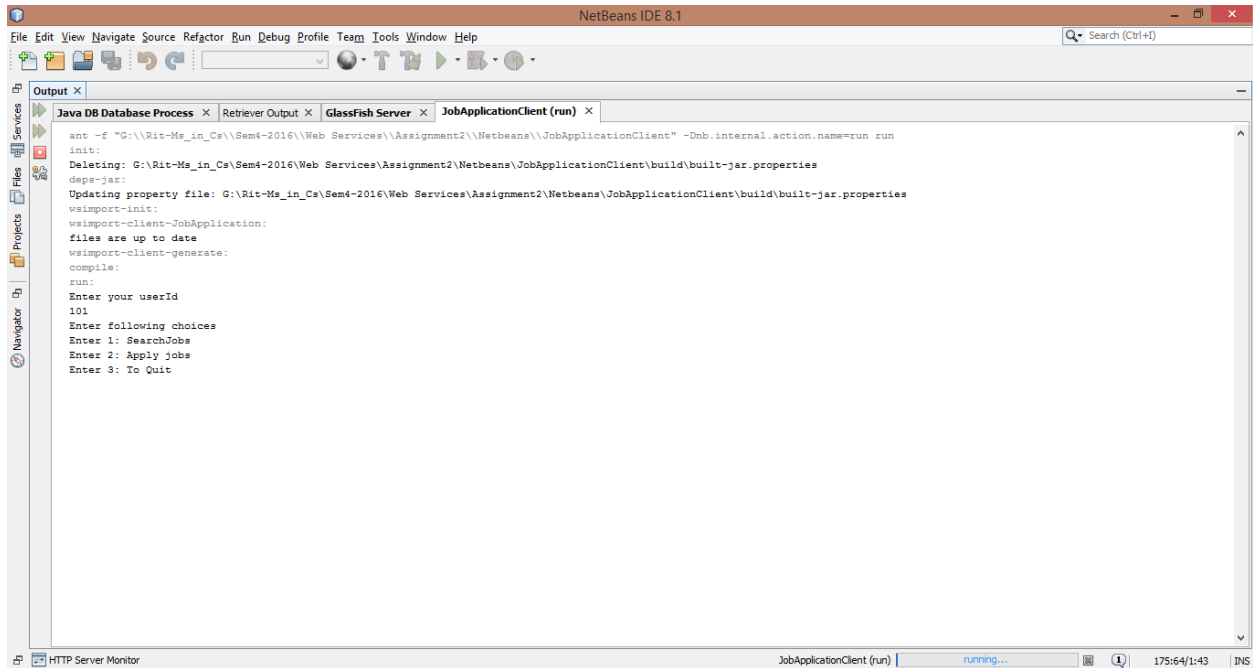 NetBeans IDE 8.1
File Edit View Navigate Source Refactor Run Debug Profile Team Tools Window Help
Search (Ctrl+I)
Output
Java DB Database Process Retriever Output GlassFish Server JobApplicationClient (run)
Services
Files
Projects
Navigator
ant -f "G:\\Rit-Ms_in_Cs\\Sem4-2016\\Web Services\\Assignment2\\Netbeans\\JobApplicationClient" -Dnb.internal.action.name=run run
init:
Deleting: G:\Rit-Ms_in_Cs\Sem4-2016\Web Services\Assignment2\Netbeans\JobApplicationClient\build\built-jar.properties
deps-jar:
Updating property file: G:\Rit-Ms_in_Cs\Sem4-2016\Web Services\Assignment2\Netbeans\JobApplicationClient\build\built-jar.properties
wsimport-init:
wsimport-client-JobApplication:
files are up to date
wsimport-client-generate:
compile:
run:
Enter your userId
101
Enter following choices
Enter 1: SearchJobs
Enter 2: Apply jobs
Enter 3: To Quit
HTTP Server Monitor
JobApplicationClient (run) running... 1 175:64/1:43 INS